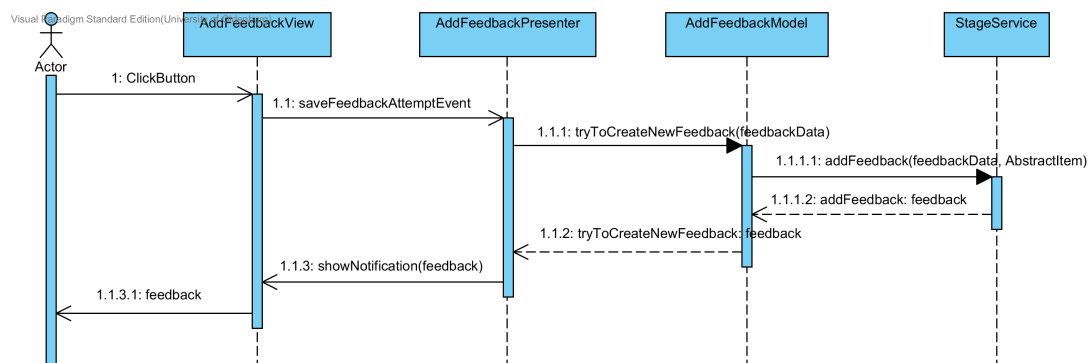 Visual Paradigm Standard Edition(University of Oldenburg)
AddFeedbackView
AddFeedbackPresenter
AddFeedbackModel
StageService
Actor
1: ClickButton
1.1: saveFeedbackAttemptEvent
1.1.1: tryToCreateNewFeedback(feedbackData)
1.1.1.1: addFeedback(feedbackData, AbstractItem)
1.1.1.2: addFeedback: feedback
1.1.2: tryToCreateNewFeedback: feedback
1.1.3: showNotification(feedback)
1.1.3.1: feedback